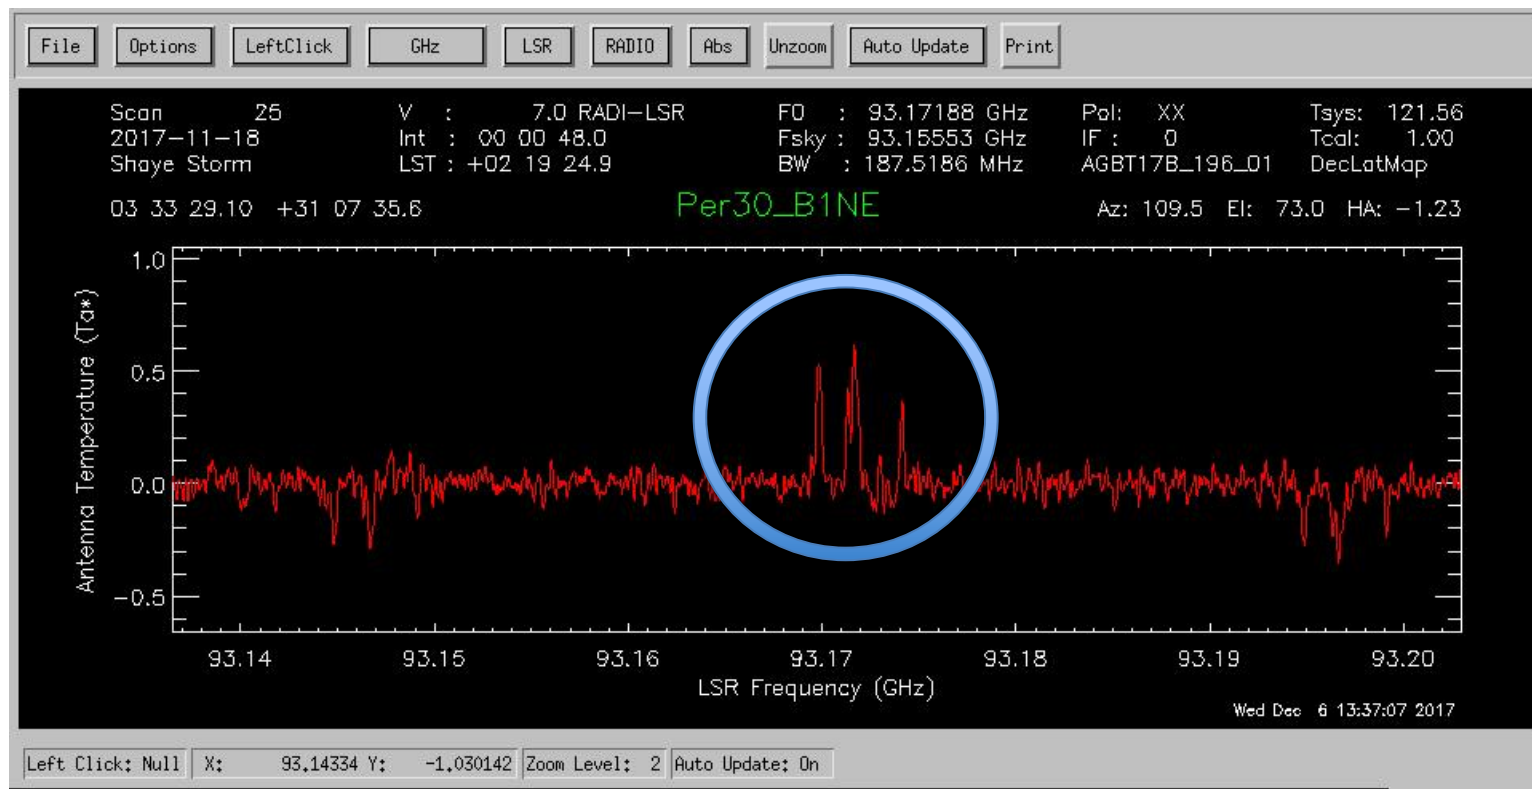 File Options LeftClick GHz LSR RADIO Abs Unzoom Auto Update Print
Scan 25 V : 7.0 RADI-LSR F0 : 93.17188 GHz Pol: XX Tsys: 121.56
2017-11-18 Int : 00 00 48.0 Fsky : 93.15553 GHz IF : 0 Tcal: 1.00
Shaye Storm LST : +02 19 24.9 BW : 187.5186 MHz AGBT17B_196_01 DecLatMap
03 33 29.10 +31 07 35.6 Per30_B1NE Az: 109.5 El: 73.0 HA: -1.23
1.0
0.5
0.0
-0.5
Antenna Temperature (Ta*)
93.14 93.15 93.16 93.17 93.18 93.19 93.20
LSR Frequency (GHz)
Wed Dec 6 13:37:07 2017
Left Click: Null X: 93.14334 Y: -1.030142 Zoom Level: 2 Auto Update: On